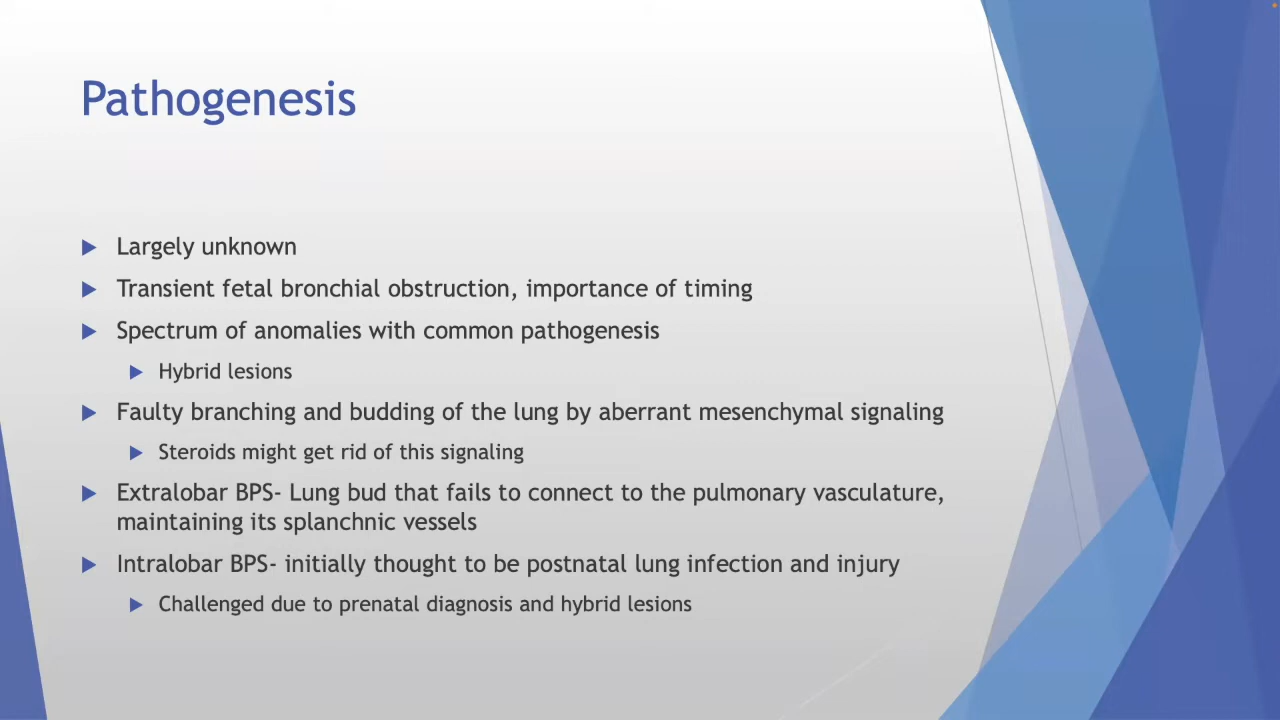 Pathogenesis
Largely unknown
Transient fetal bronchial obstruction, importance of timing
Spectrum of anomalies with common pathogenesis
Hybrid lesions
Faulty branching and budding of the lung by aberrant mesenchymal signaling
Steroids might get rid of this signaling
Extralobar BPS- Lung bud that fails to connect to the pulmonary vasculature,
maintaining its splanchnic vessels
Intralobar BPS- initially thought to be postnatal lung infection and injury
Challenged due to prenatal diagnosis and hybrid lesions